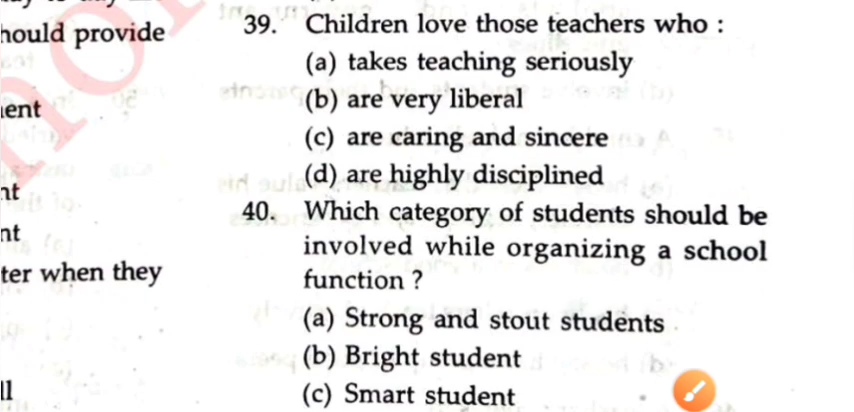 hould provide
ent
nt
nt
ter when they
ll
39. Children love those teachers who :
(a) takes teaching seriously
(b) are very liberal
(c) are caring and sincere
(d) are highly disciplined
40. Which category of students should be
involved while organizing a school
function ?
(a) Strong and stout students
(b) Bright student
(c) Smart student